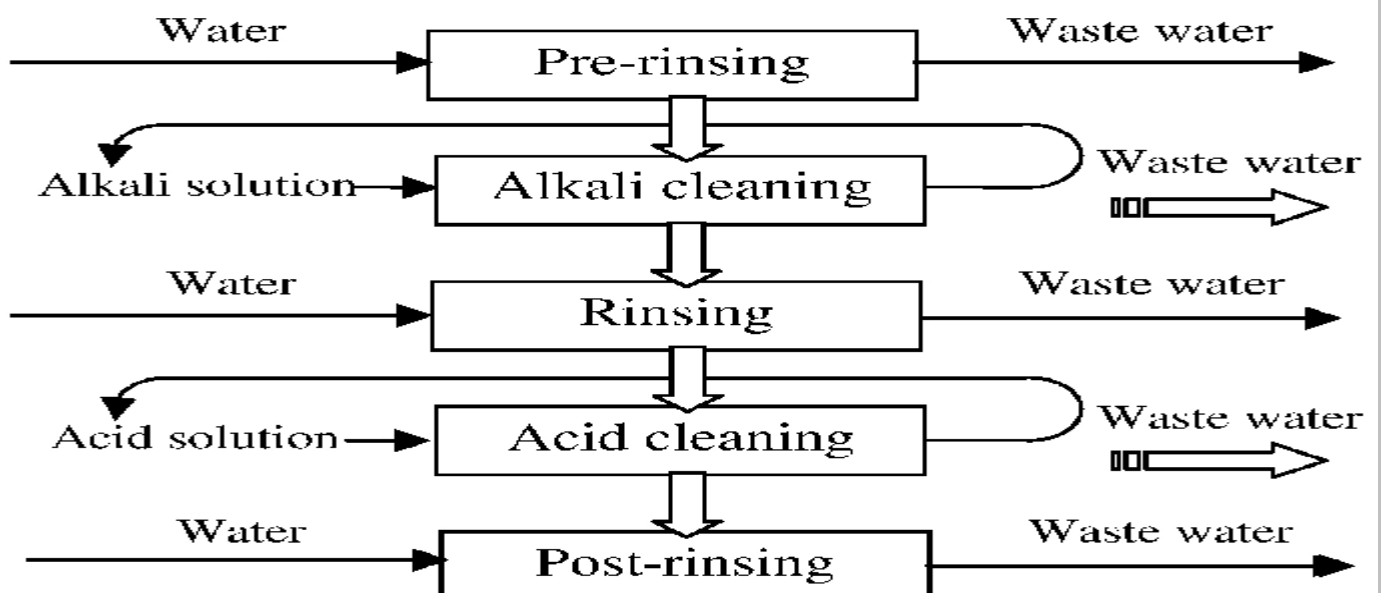 Water
Pre-rinsing
Waste water
Alkali solution
Alkali cleaning
Waste water
Water
Rinsing
Waste water
Acid solution
Acid cleaning
Waste water
Water
Post-rinsing
Waste water